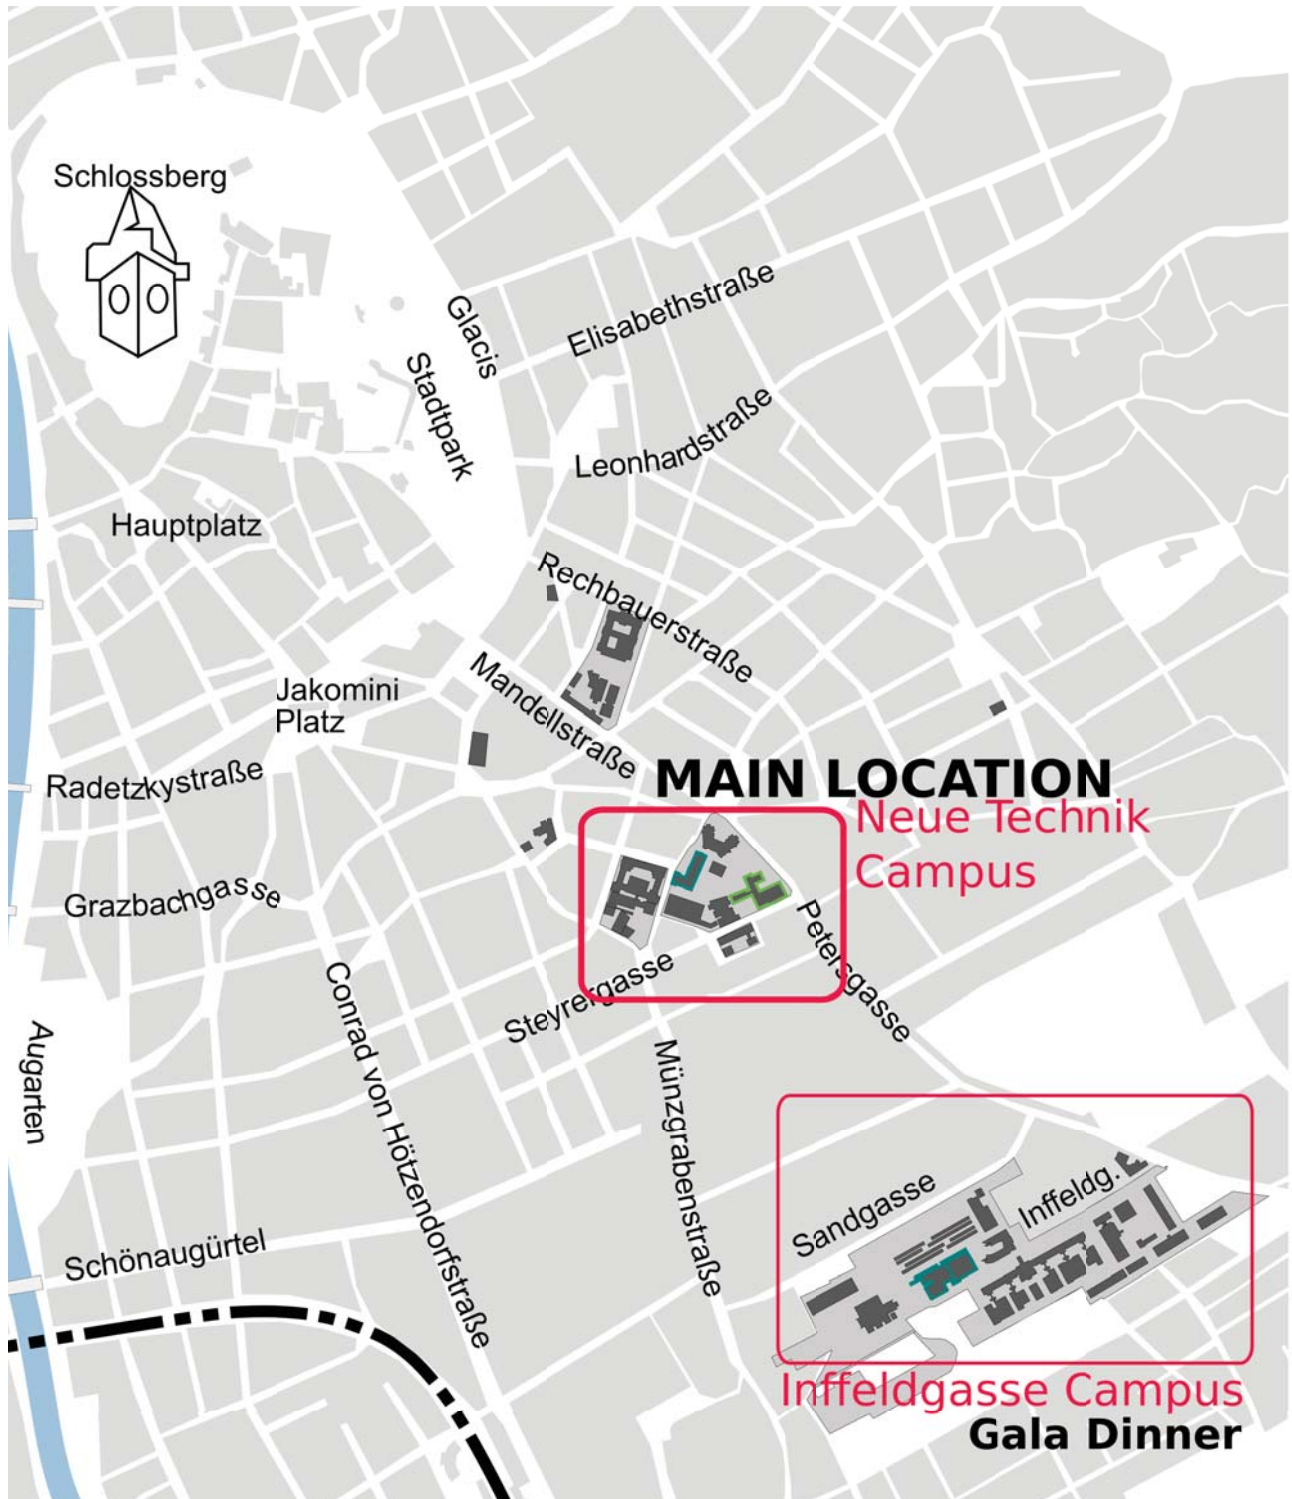 Schlossberg
Glacis
Elisabethstraße
Stadtpark
Leonhardstraße
Hauptplatz
Rechbauerstraße
Jakomini
Platz
Mandellstraße
Radetzkystraße
MAIN LOCATION
Neue Technik
Campus
Grazbachgasse
Petersgasse
Steyrergasse
Conrad von Hötzendorfstraße
Augarten
Münzgrabenstraße
Sandgasse
Inffeldg.
Schönaugürtel
Inffeldgasse Campus
Gala Dinner